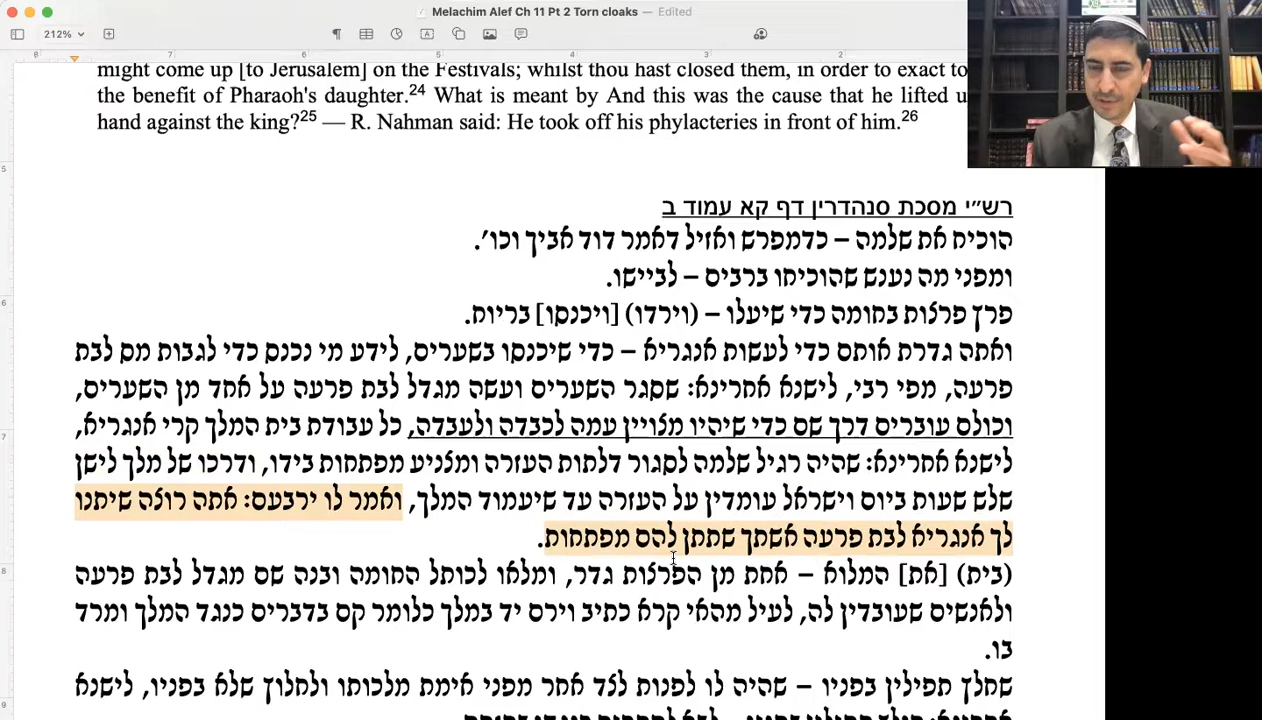 Melachim Alef Ch 11 Pt 2 Torn cloaks — Edited
212%
might come up [to Jerusalem] on the Festivals; whilst thou hast closed them, in order to exact to
the benefit of Pharaoh's daughter.24 What is meant by And this was the cause that he lifted u
hand against the king?25 — R. Nahman said: He took off his phylacteries in front of him.26
רש״י מסכת סנהדרין דף קא עמוד ב
הוכיח את שלמה – כדמפרש ואזיל דאמר דוד אביך וכו'.
ומפני מה נענש שהוכיחו ברבים – לביישו.
פרץ פרצות בחומה כדי שיעלו – (וירדו) [ויכנסו] בריות.
ואתה גדרת אותם כדי לעשות אנגריא – כדי שיכנסו בשערים, לידע מי נכנס כדי לגבות מס לבת
פרעה, מפי רבי, לישנא אחרינא: שסגר השערים ועשה מגדל לבת פרעה על אחד מן השערים,
וכולם עוברים דרך שם כדי שיהיו מצויין עמה לכבדה ולעבדה, כל עבודת בית המלך קרי אנגריא,
לישנא אחרינא: שהיה רגיל שלמה לסגור דלתות העזרה ומצניע מפתחות בידו, ודרכו של מלך לישן
שלש שעות ביום וישראל עומדין על העזרה עד שיעמוד המלך, ואמר לו ירבעם: אתה רוצה שיתנו
לך אנגריא לבת פרעה אשתך שתתן להם מפתחות.
(בית) [את] המלוא – אחת מן הפרצות גדר, ומלאו לכותל החומה ובנה שם מגדל לבת פרעה
ולאנשים שעובדין לה, לעיל מהאי קרא כתיב וירם יד במלך כלומר קם בדברים כנגד המלך ומרד
בו.
שחלץ תפילין בפניו – שהיה לו לפנות לצד אחר מפני אימת מלכותו ולחלוץ שלא בפניו, לישנא